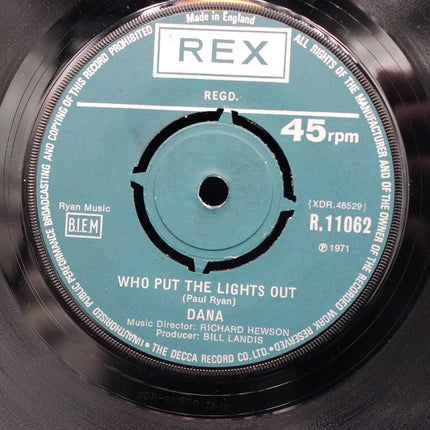 Made in England
REX
REGD.
45 rpm
(XDR.48529)
R.11062
Ryan Music
B.I.E.M
℗ 1971
WHO PUT THE LIGHTS OUT
(Paul Ryan)
DANA
Music Director: RICHARD HEWSON
Producer: BILL LANDIS
ALL RIGHTS OF THE MANUFACTURER AND OF THE OWNER OF THE RECORDED WORK RESERVED
• THE DECCA RECORD CO. LTD. •
UNAUTHORISED PUBLIC PERFORMANCE BROADCASTING AND COPYING OF THIS RECORD PROHIBITED